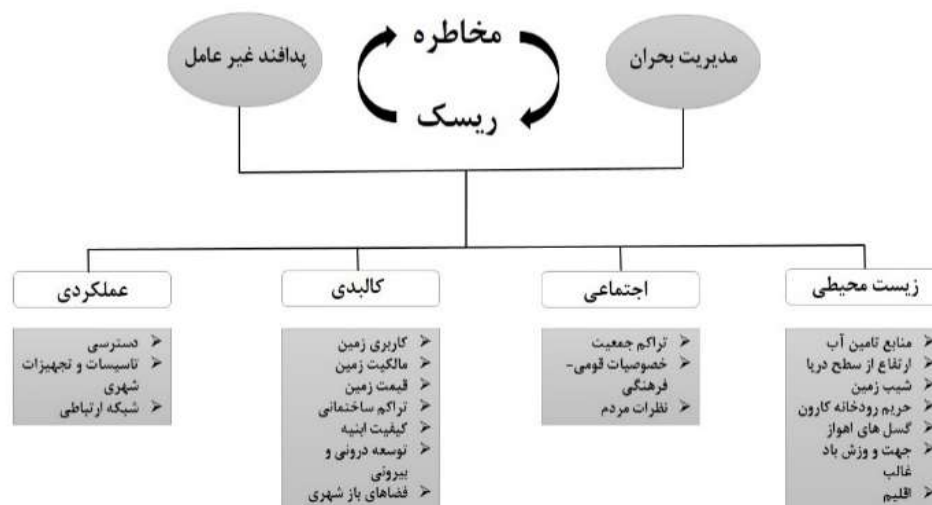 مخاطره
ریسک
مدیریت بحران
پدافند غیر عامل
زیست محیطی
منابع تامین آب
ارتفاع از سطح دریا
شیب زمین
حریم رودخانه کارون
گسل های اهواز
جهت و وزش باد
غالب
اقلیم
اجتماعی
تراکم جمعیت
خصوصیات قومی-
فرهنگی
نظرات مردم
کالبدی
کاربری زمین
مالکیت زمین
قیمت زمین
تراکم ساختمانی
کیفیت ابنیه
توسعه درونی و
بیرونی
فضاهای باز شهری
عملکردی
دسترسی
تاسیسات و تجهیزات
شهری
شبکه ارتباطی